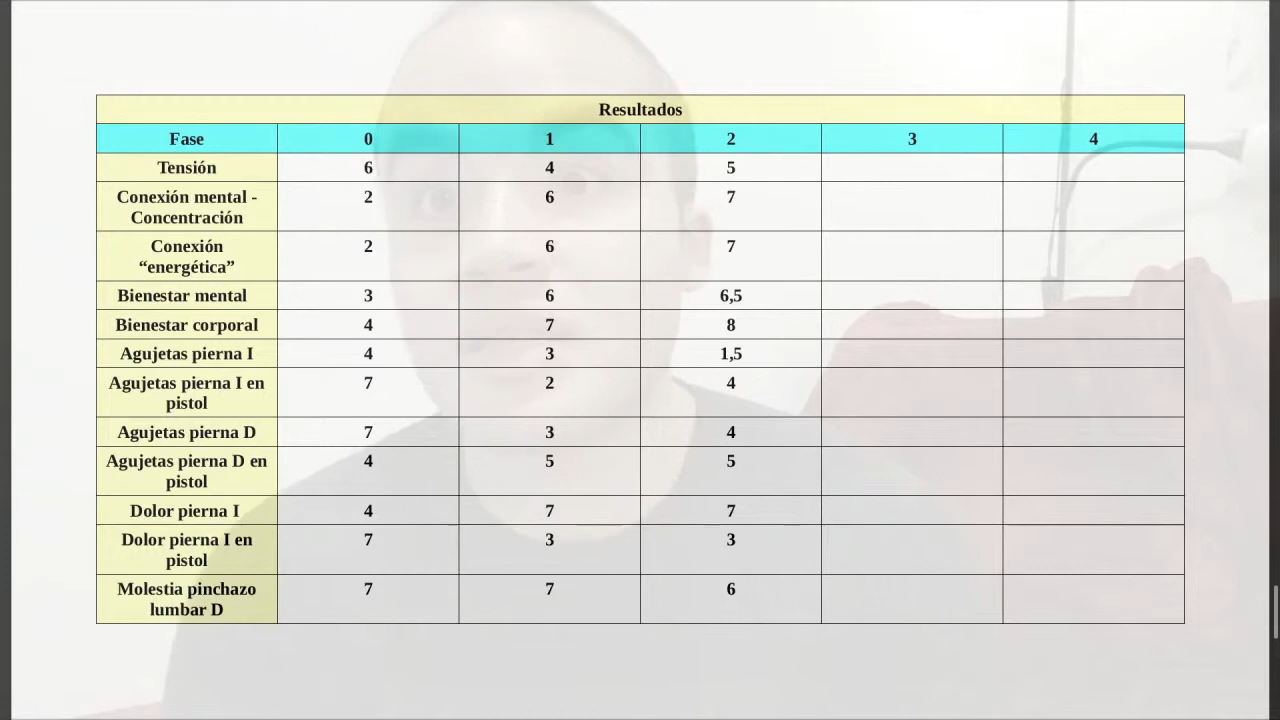 Resultados
Fase 0 1 2 3 4
Tensión 6 4 5
Conexión mental - 2 6 7
Concentración
Conexión 2 6 7
“energética”
Bienestar mental 3 6 6,5
Bienestar corporal 4 7 8
Agujetas pierna I 4 3 1,5
Agujetas pierna I en 7 2 4
pistol
Agujetas pierna D 7 3 4
Agujetas pierna D en 4 5 5
pistol
Dolor pierna I 4 7 7
Dolor pierna I en 7 3 3
pistol
Molestia pinchazo 7 7 6
lumbar D